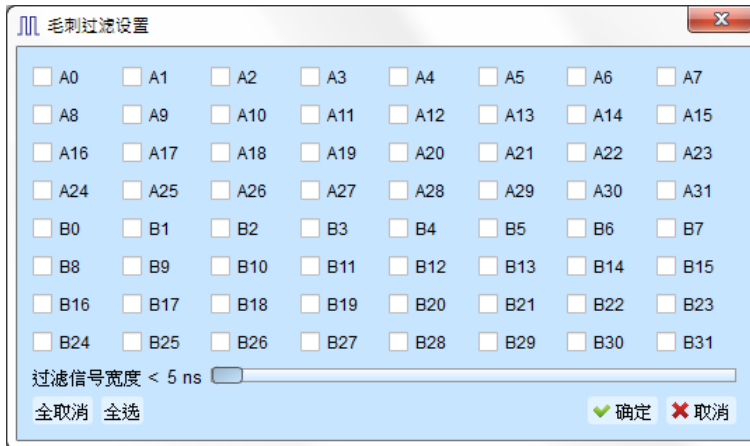 毛刺过滤设置
A0 A1 A2 A3 A4 A5 A6 A7
A8 A9 A10 A11 A12 A13 A14 A15
A16 A17 A18 A19 A20 A21 A22 A23
A24 A25 A26 A27 A28 A29 A30 A31
B0 B1 B2 B3 B4 B5 B6 B7
B8 B9 B10 B11 B12 B13 B14 B15
B16 B17 B18 B19 B20 B21 B22 B23
B24 B25 B26 B27 B28 B29 B30 B31
过滤信号宽度 < 5 ns
全取消 全选 确定 取消